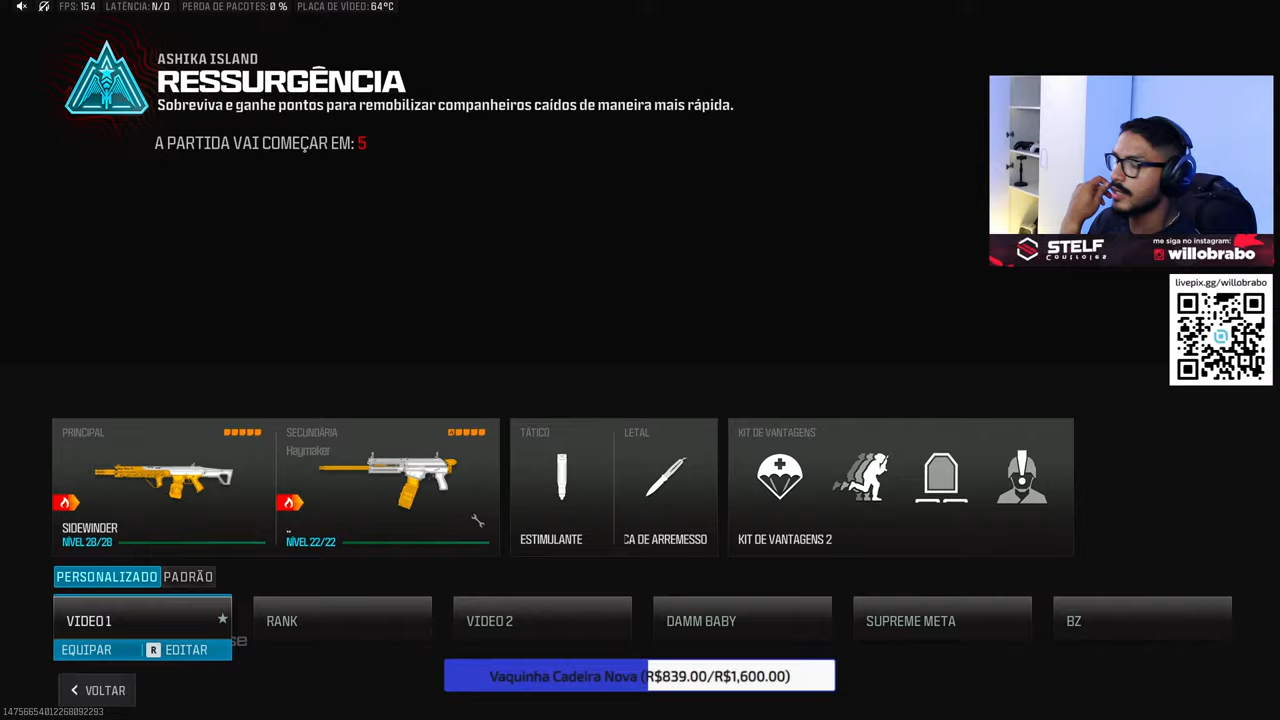 FPS: 154 LATÊNCIA: N/D PERDA DE PACOTES: 0 % PLACA DE VÍDEO: 64°C
ASHIKA ISLAND
RESSURGÊNCIA
Sobreviva e ganhe pontos para remobilizar companheiros caídos de maneira mais rápida.
A PARTIDA VAI COMEÇAR EM: 5
STELF
me siga no instagram:
willobrabo
livepix.gg/willobrabo
PRINCIPAL
SIDEWINDER
NÍVEL 28/28
SECUNDÁRIA
Haymaker
..
NÍVEL 22/22
TÁTICO
ESTIMULANTE
LETAL
CA DE ARREMESSO
KIT DE VANTAGENS
KIT DE VANTAGENS 2
PERSONALIZADO PADRÃO
VIDEO 1
RANK
VIDEO 2
DAMM BABY
SUPREME META
BZ
EQUIPAR R EDITAR
Vaquinha Cadeira Nova (R$839.00/R$1,600.00)
VOLTAR
14756654012268092293